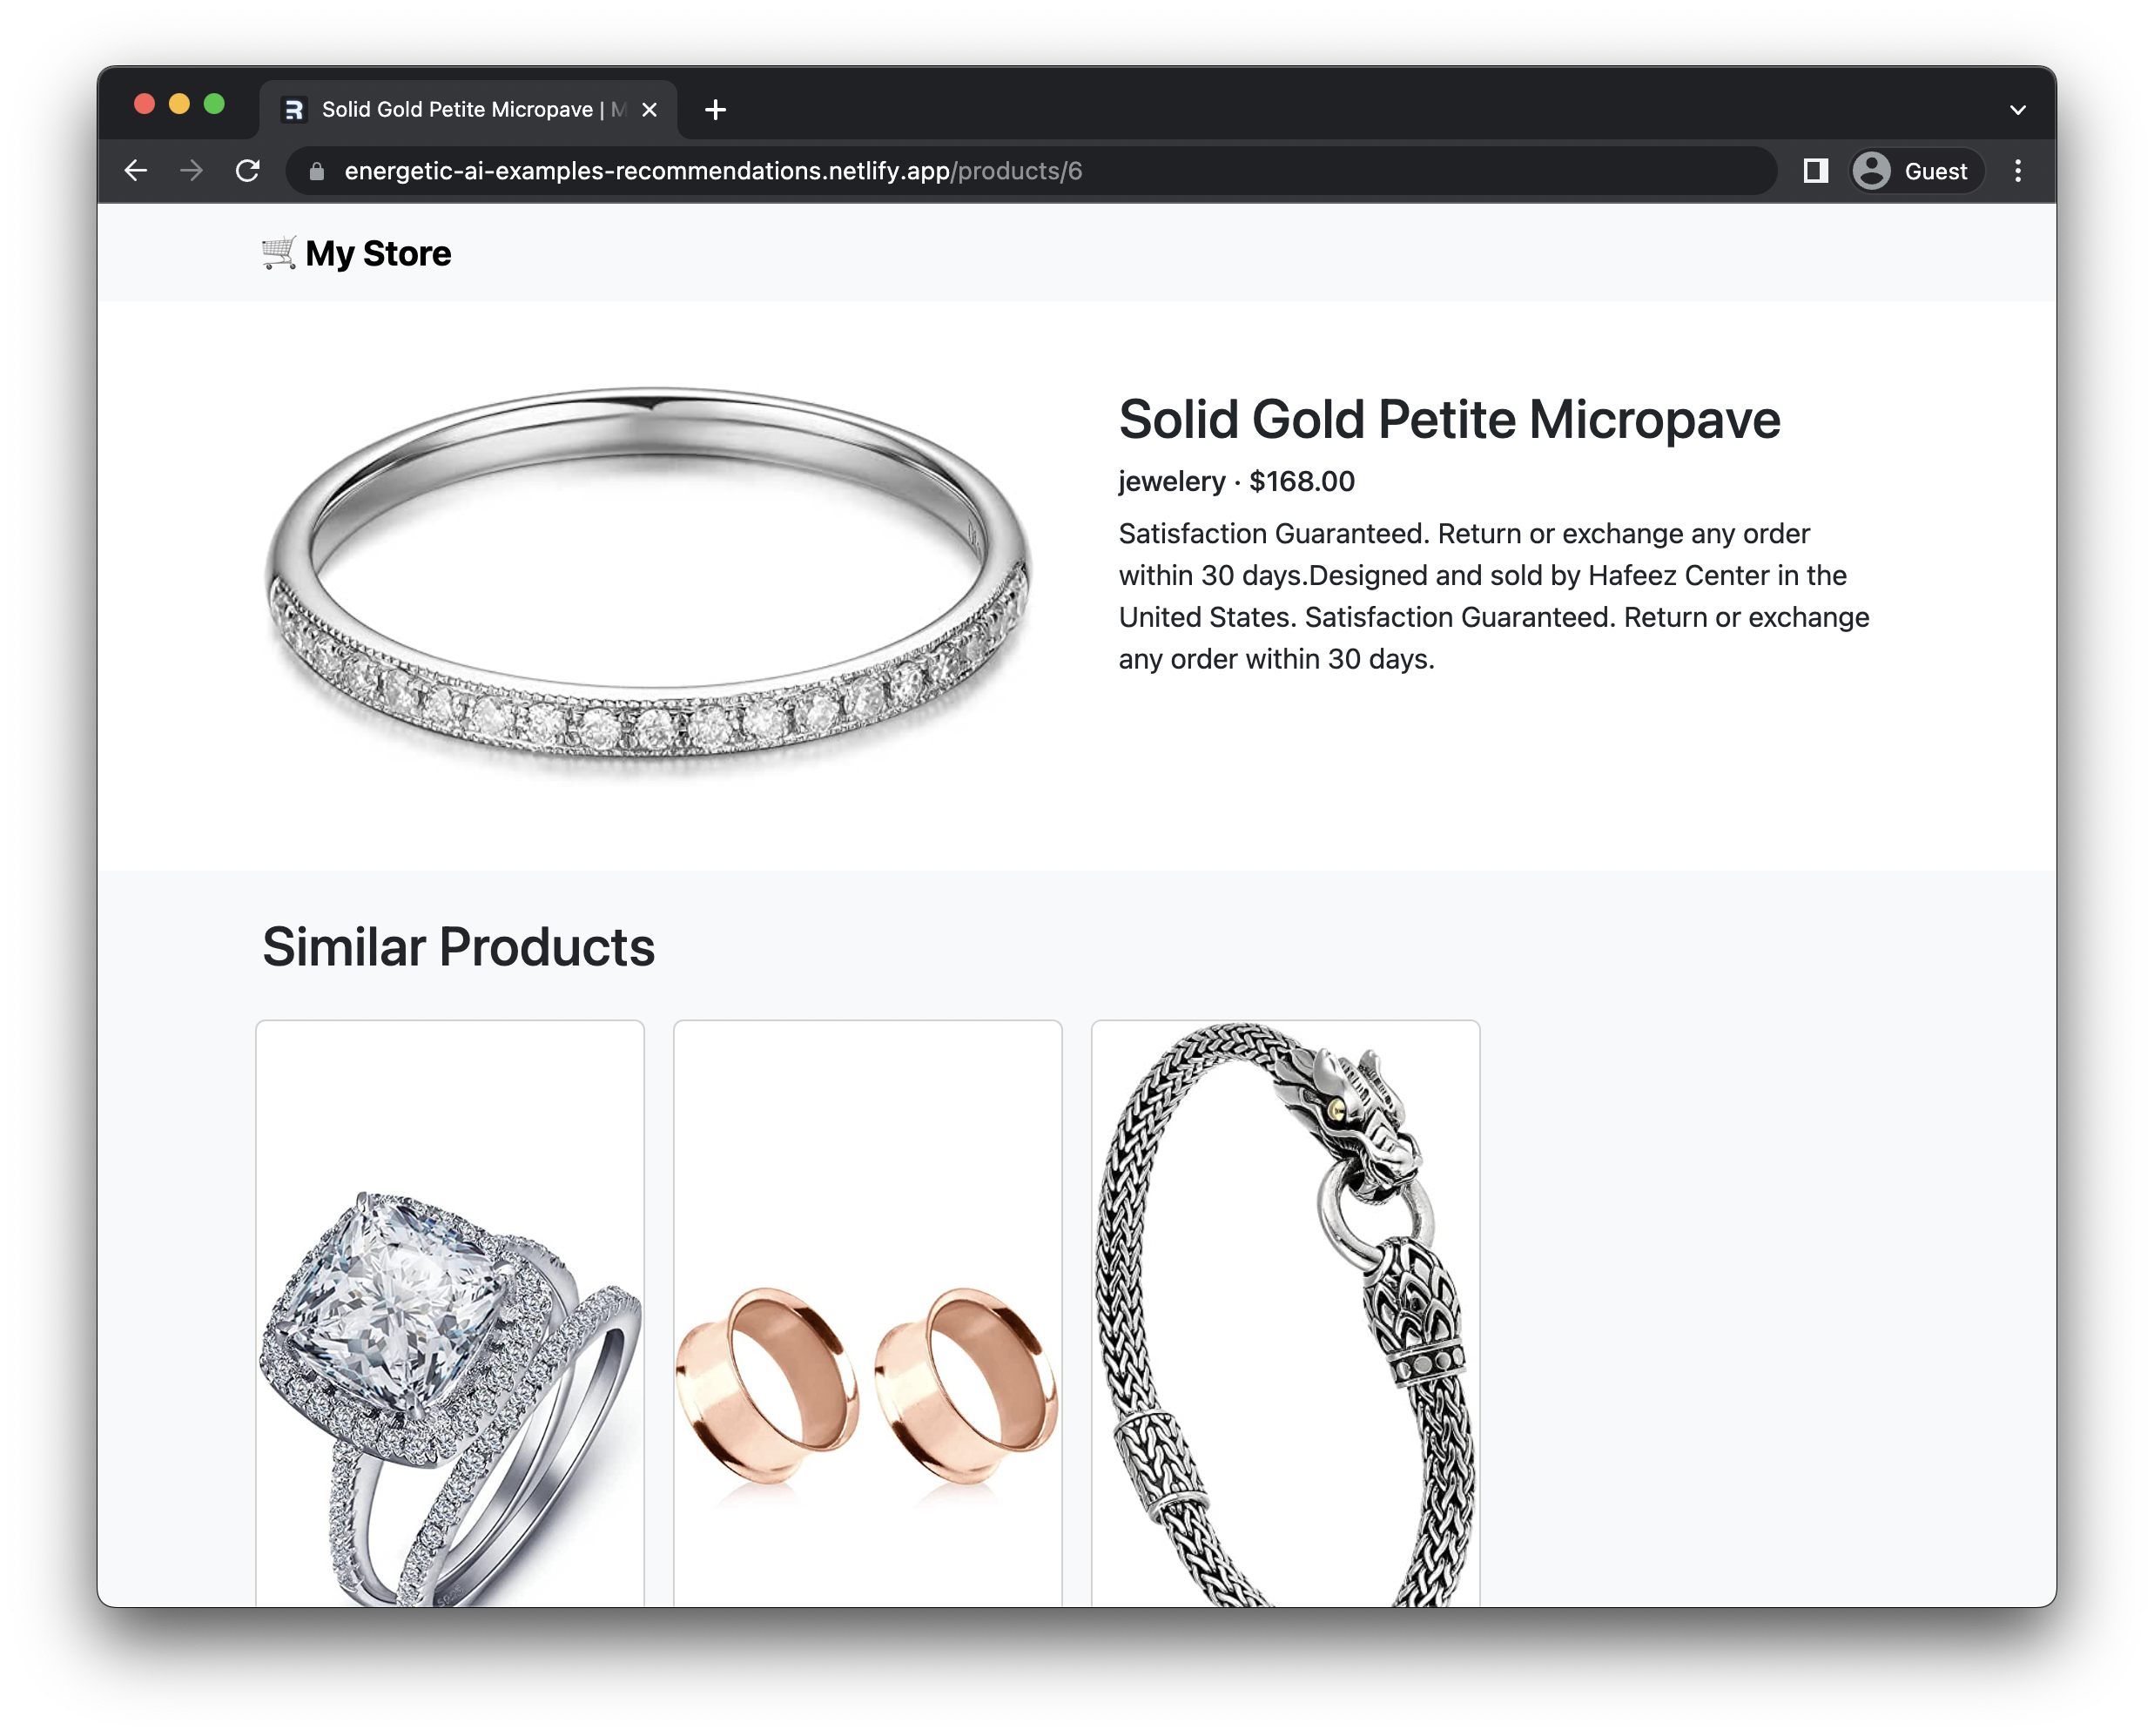 Solid Gold Petite Micropave | M
energetic-ai-examples-recommendations.netlify.app/products/6
Guest
My Store
Solid Gold Petite Micropave
jewelery · $168.00
Satisfaction Guaranteed. Return or exchange any order
within 30 days.Designed and sold by Hafeez Center in the
United States. Satisfaction Guaranteed. Return or exchange
any order within 30 days.
Similar Products